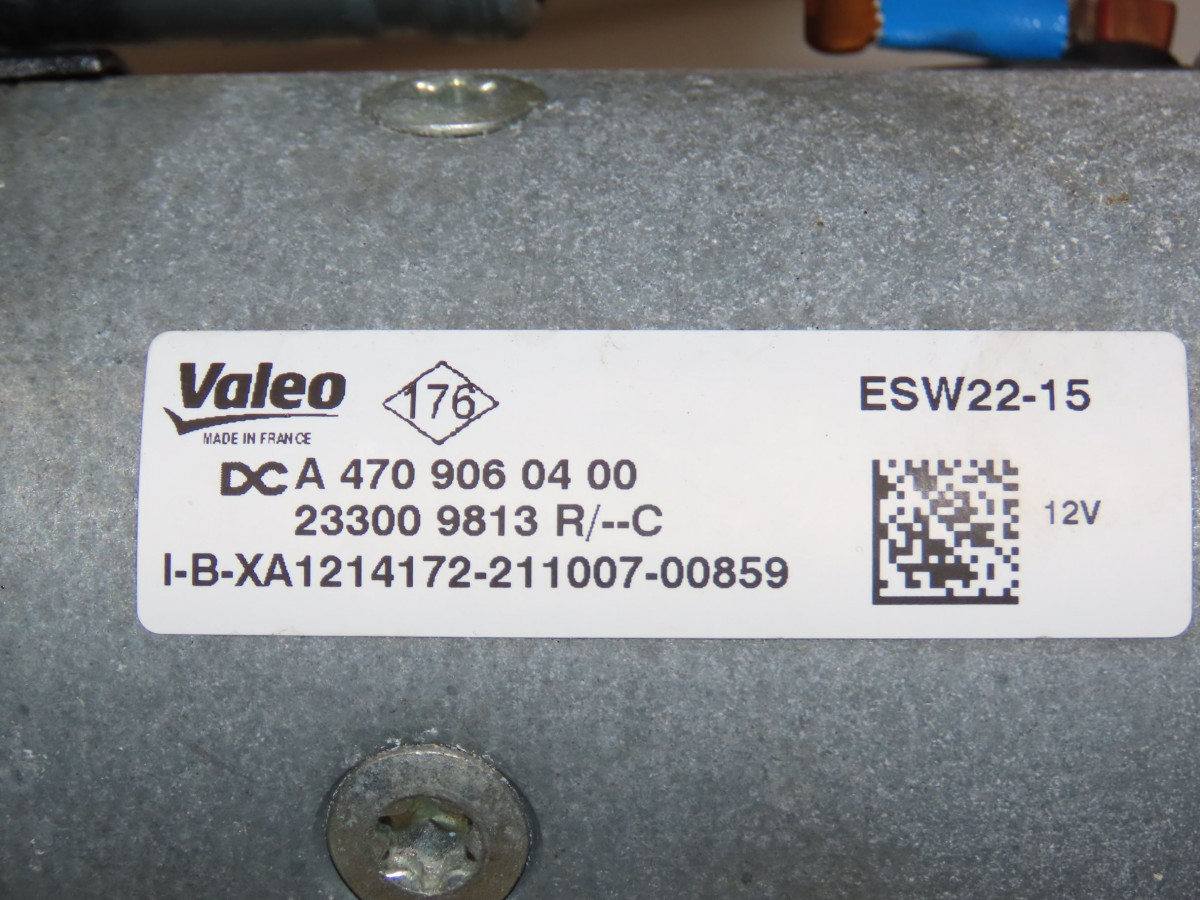 Valeo
MADE IN FRANCE
176
ESW22-15
DC A 470 906 04 00
23300 9813 R/--C
12V
I-B-XA1214172-211007-00859